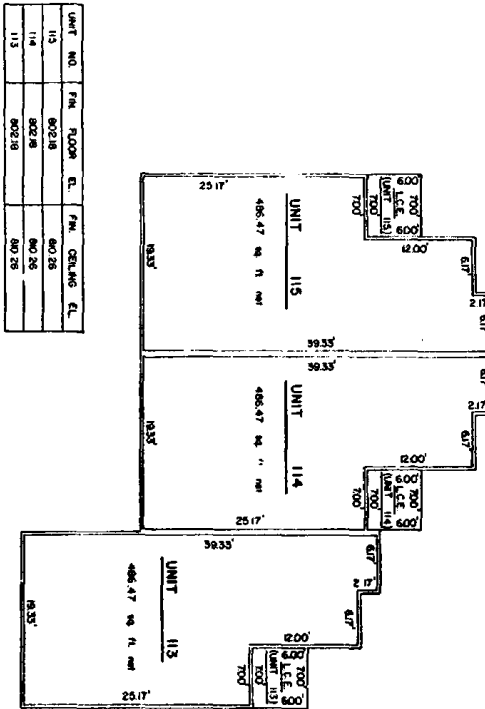 UNIT NO. FIN. FLOOR EL. FIN. CEILING EL.
115 802.18 810.26
114 802.18 810.26
113 802.18 810.26
25.17'
UNIT 115
486.47 sq. ft. net
19.33'
39.33'
7.00'
6.00' 7.00'
L.C.E.
(UNIT 115)
7.00' 6.00'
12.00'
6.17'
2.17'
6.17'
39.33'
UNIT 114
486.47 sq. ft. net
19.33'
25.17'
6.17'
2.17'
6.17'
12.00'
7.00'
6.00' 7.00'
L.C.E.
(UNIT 114)
7.00' 6.00'
39.33'
UNIT 113
486.47 sq. ft. net
19.33'
25.17'
6.17'
2.17'
6.17'
12.00'
7.00'
6.00' 7.00'
L.C.E.
(UNIT 113)
7.00' 6.00'